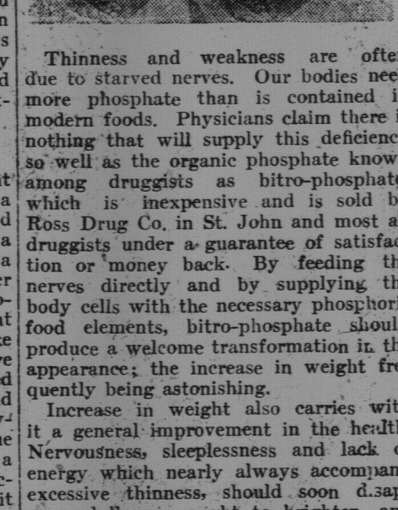 Thinness and weakness are ofte
due to starved nerves. Our bodies nee
more phosphate than is contained i
modern foods. Physicians claim there i
nothing that will supply this deficienc
so well as the organic phosphate know
among druggists as bitro-phosphate
which is inexpensive and is sold b
Ross Drug Co. in St. John and most a
druggists under a guarantee of satisfac
tion or money back. By feeding th
nerves directly and by supplying th
body cells with the necessary phosphori
food elements, bitro-phosphate shoul
produce a welcome transformation in th
appearance; the increase in weight fre
quently being astonishing.
Increase in weight also carries wit
it a general improvement in the health
Nervousness, sleeplessness and lack o
energy which nearly always accompan
excessive thinness, should soon disap